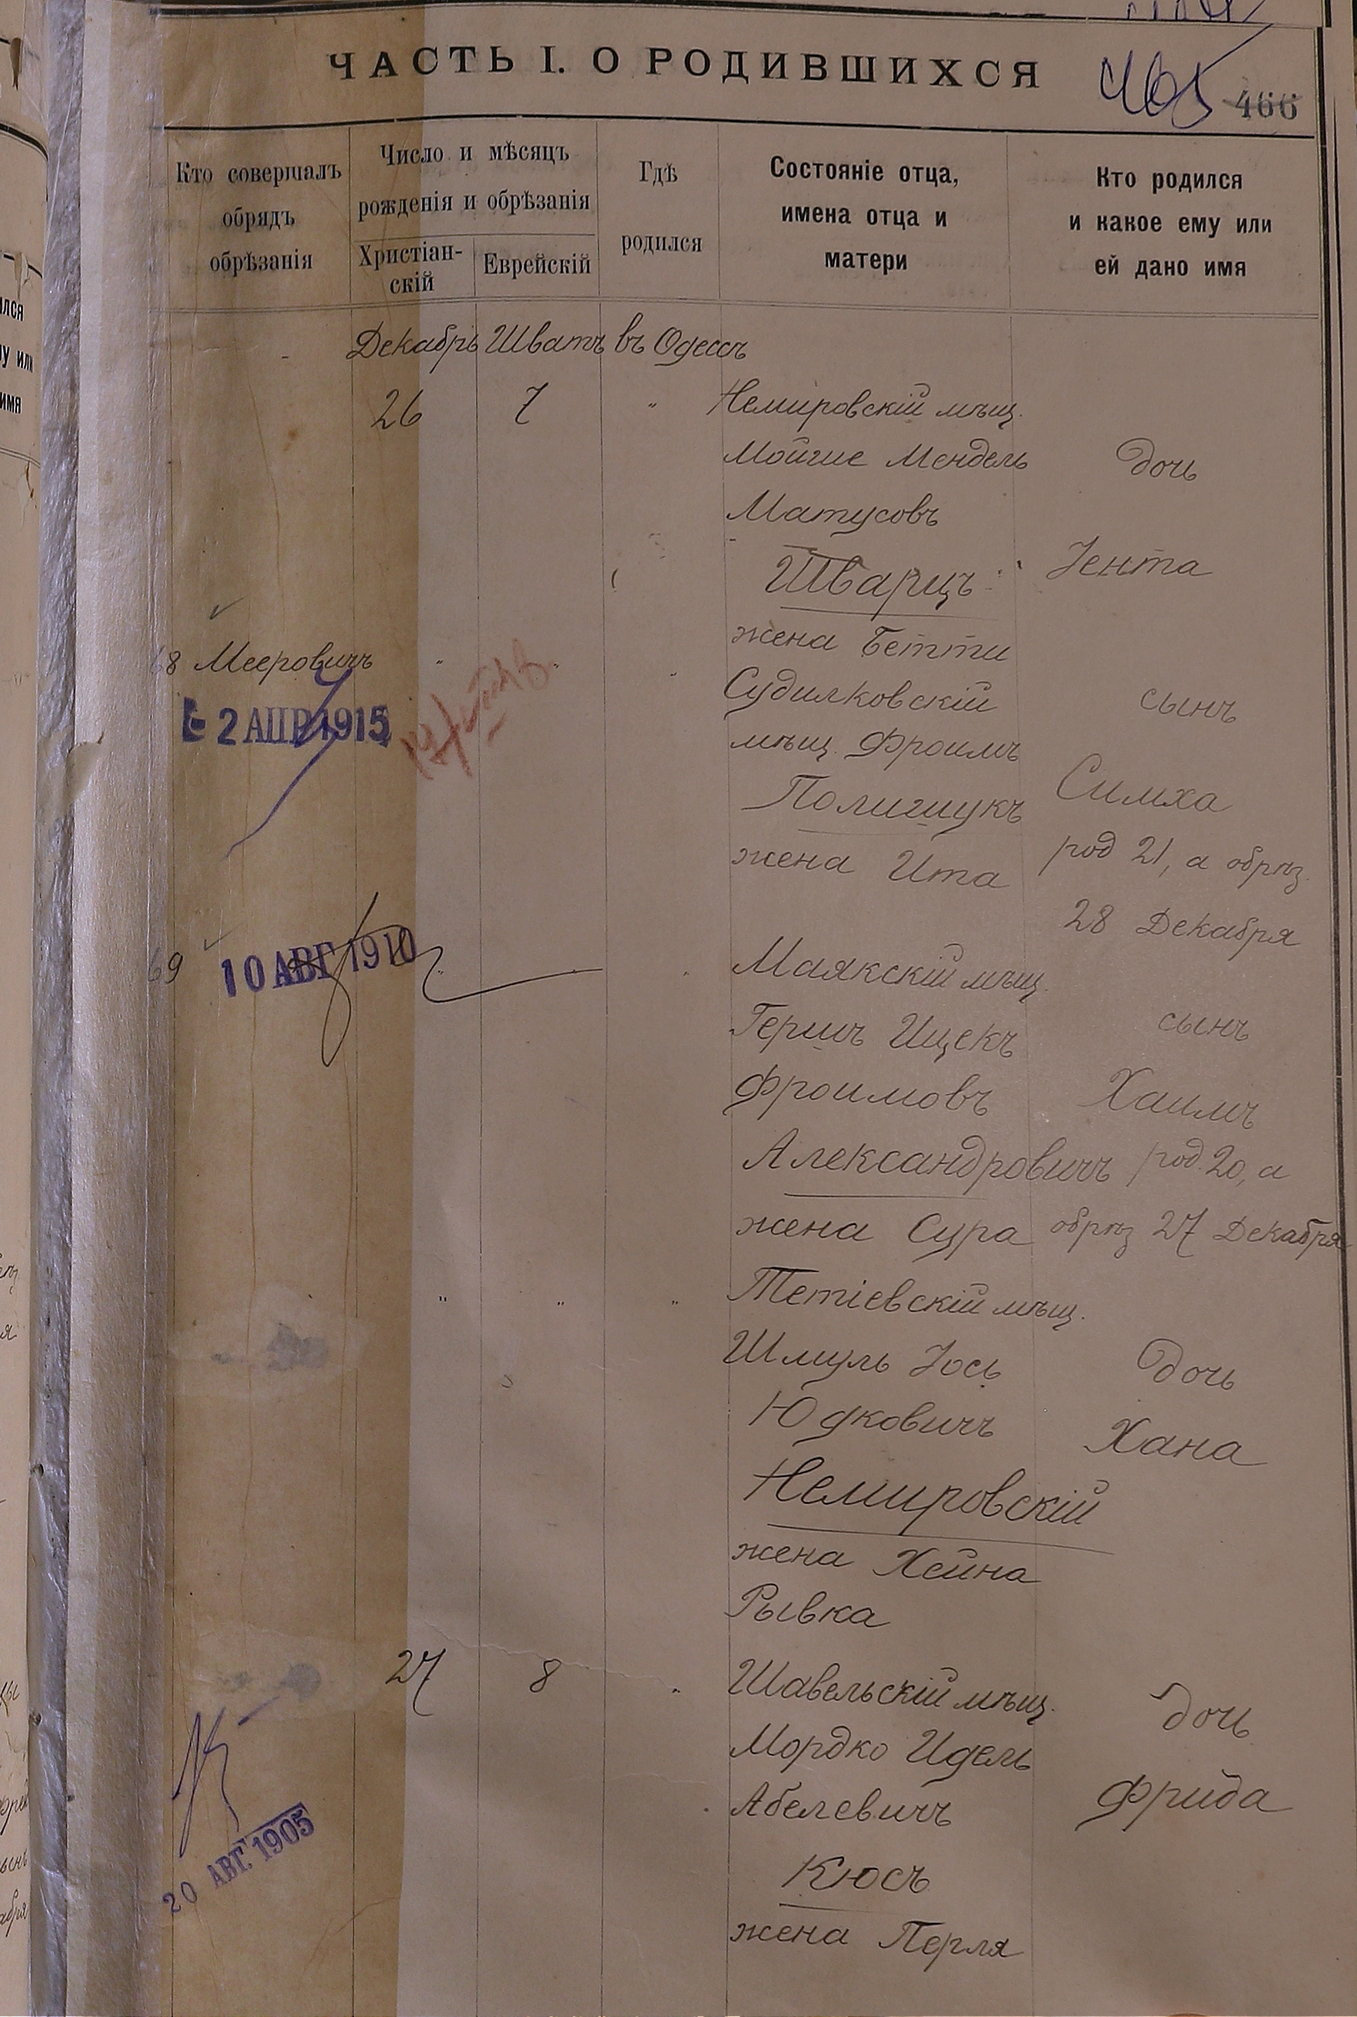 ЧАСТЬ I. О РОДИВШИХСЯ
465 466
Кто совершалъ
обрядъ
обрѣзанія
Число и мѣсяцъ
рожденія и обрѣзанія
Христіан-
скій
Еврейскій
Гдѣ
родился
Состояніе отца,
имена отца и
матери
Кто родился
и какое ему или
ей дано имя
Декабрь Шватъ въ Одессѣ
26 7 " Немировскій мѣщ.
Мойше Мендель дочь
Матусовъ
Шварцъ Іента
жена Бетти
68 Мееровичъ " " " Судилковскій сынъ
2 АПР 1915
мѣщ. Фроимъ
Полищукъ Симха
жена Ита род 21, а обрѣз.
28 Декабря
69 10 АВГ 1910 " " Маякскій мѣщ.
Гершъ Ицекъ сынъ
Фроимовъ Хаимъ
Александровичъ род. 20, а
жена Сура обрѣз 27 Декабря
" " " Тетіевскій мѣщ.
Шмуль Іось дочь
Юдковичъ Хана
Немировскій
жена Хейна
Рывка
27 8 " Шавельскій мѣщ. дочь
Мордко Идель
Абелевичъ Фрида
20 АВГ. 1905
Кюсъ
жена Перля